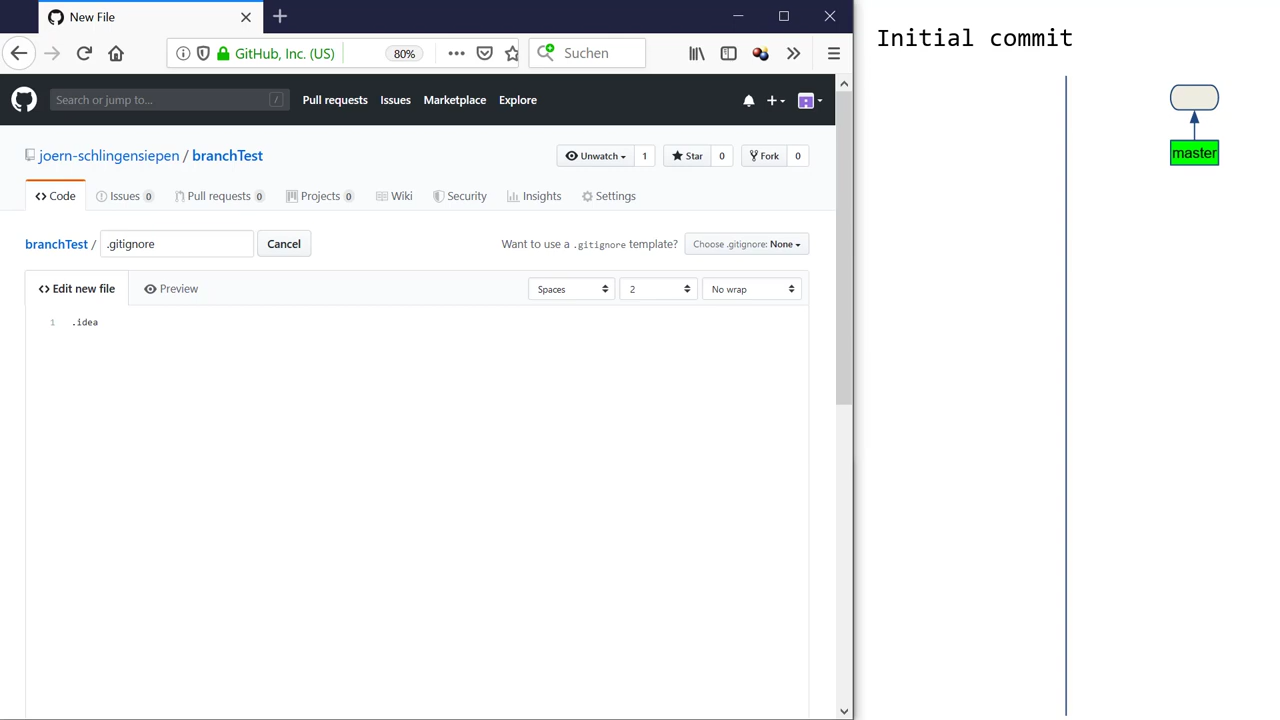 New File
GitHub, Inc. (US)
80%
Suchen
Search or jump to...
/
Pull requests
Issues
Marketplace
Explore
joern-schlingensiepen / branchTest
Unwatch
1
Star
0
Fork
0
Code
Issues 0
Pull requests 0
Projects 0
Wiki
Security
Insights
Settings
branchTest / .gitignore
Cancel
Want to use a .gitignore template?
Choose .gitignore: None
Edit new file
Preview
Spaces
2
No wrap
1 .idea
Initial commit
master